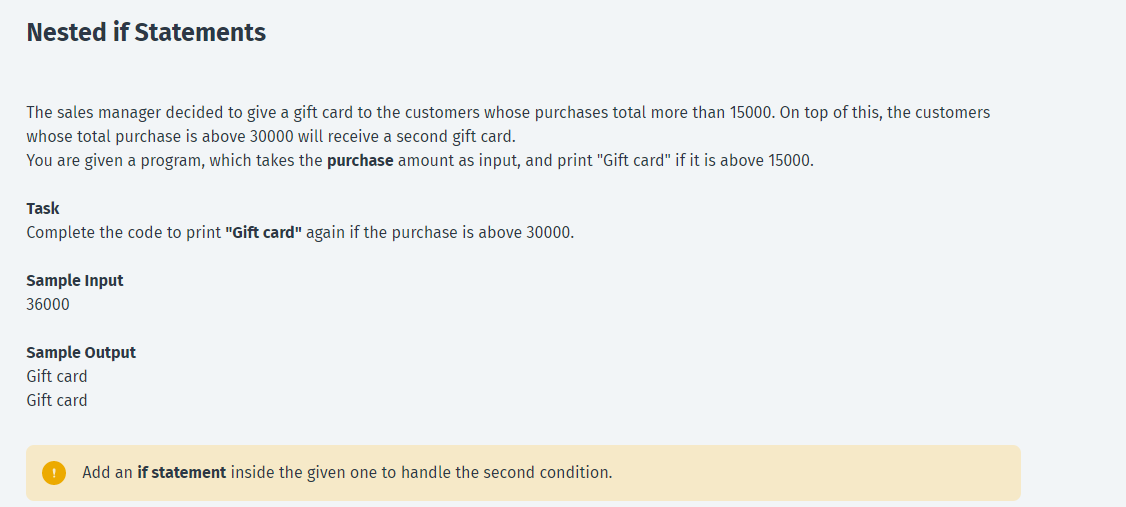 Nested if Statements
The sales manager decided to give a gift card to the customers whose purchases total more than 15000. On top of this, the customers
whose total purchase is above 30000 will receive a second gift card.
You are given a program, which takes the purchase amount as input, and print "Gift card" if it is above 15000.
Task
Complete the code to print "Gift card" again if the purchase is above 30000.
Sample Input
36000
Sample Output
Gift card
Gift card
! Add an if statement inside the given one to handle the second condition.